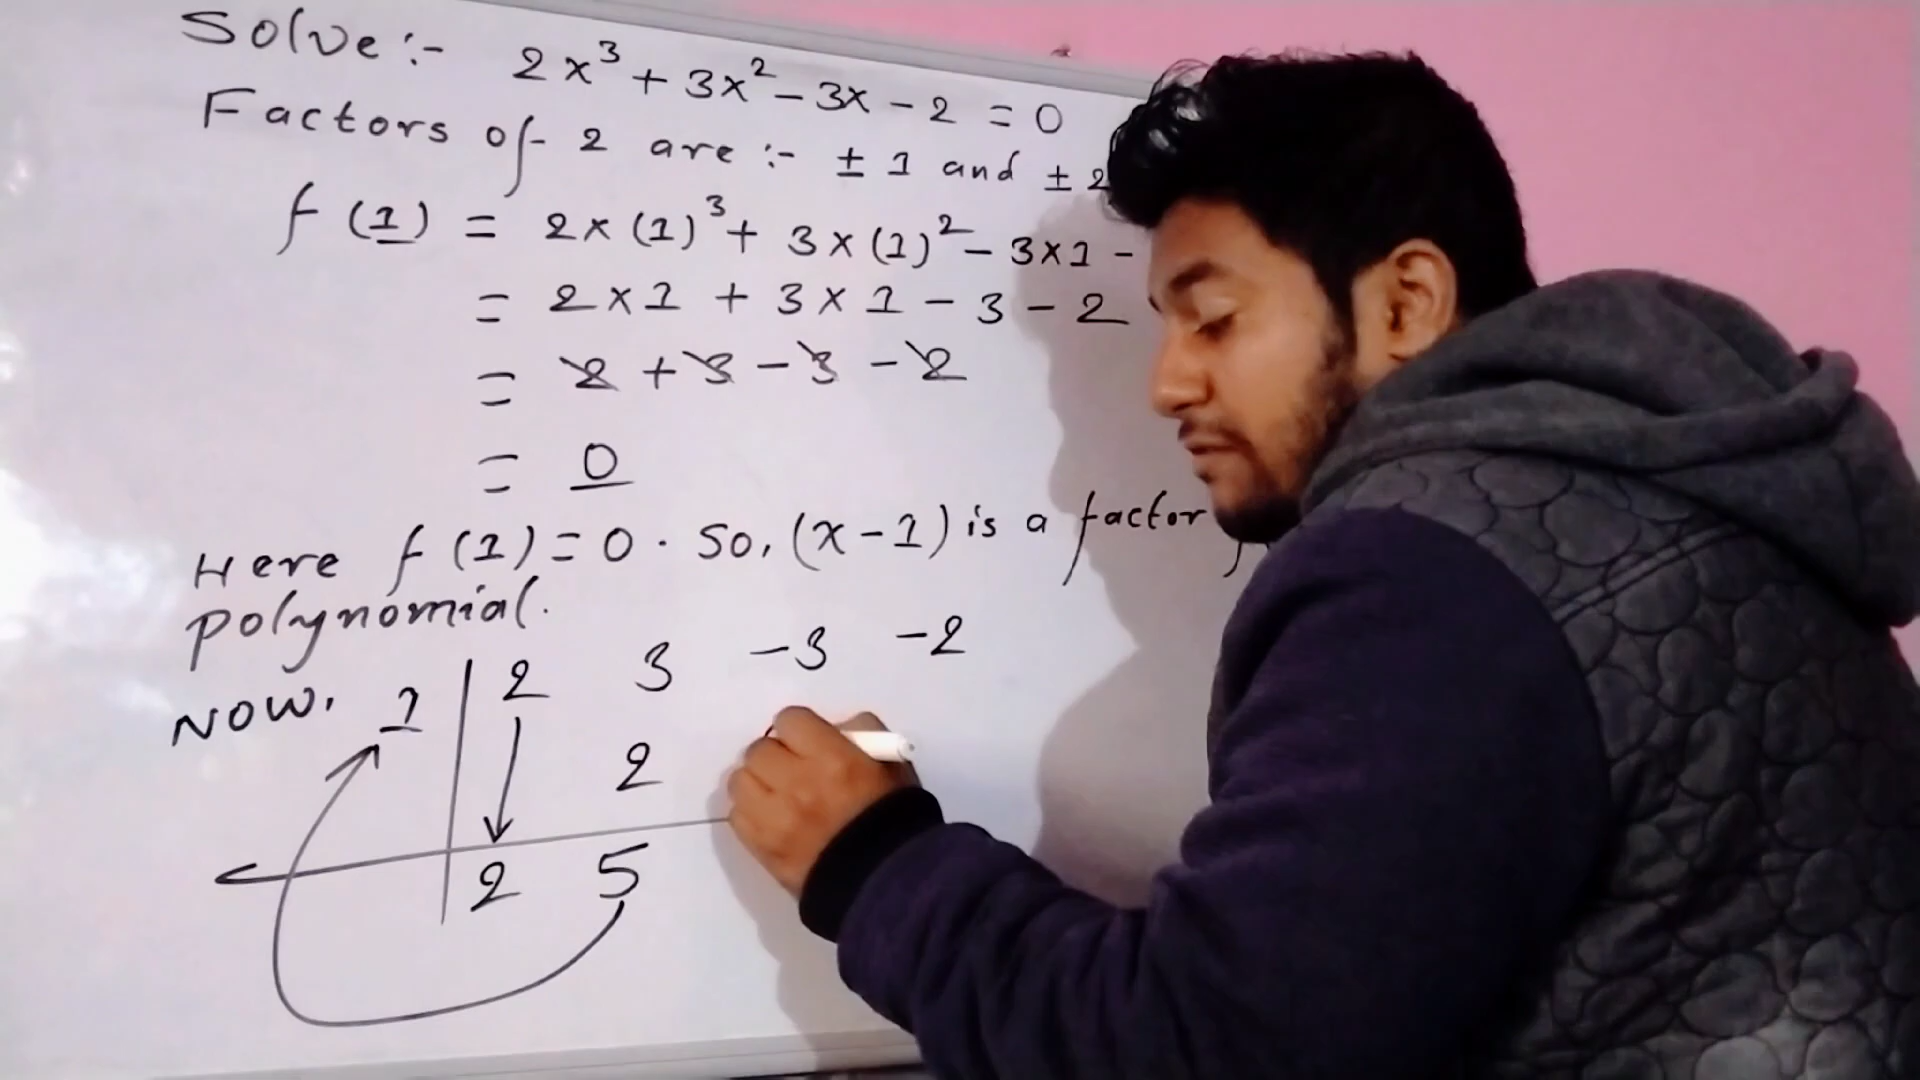 Solve :- 2x³ + 3x² - 3x - 2 = 0
Factors of 2 are :- ± 1 and ± 2
f (1) = 2 × (1)³ + 3 × (1)² - 3 × 1 -
= 2 × 1 + 3 × 1 - 3 - 2
= 2 + 3 - 3 - 2
= 0
Here f (1) = 0 . So, (x - 1) is a factor
polynomial.
Now, 1 2 3 -3 -2
2
2 5